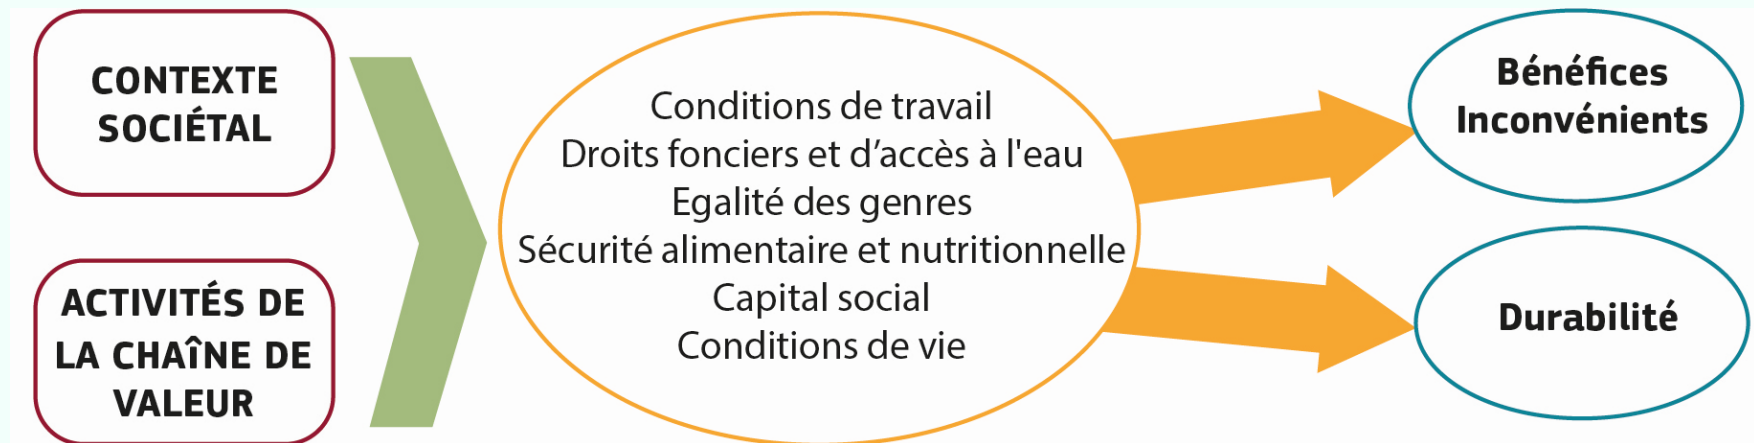 CONTEXTE
SOCIÉTAL
ACTIVITÉS DE
LA CHAÎNE DE
VALEUR
Conditions de travail
Droits fonciers et d’accès à l'eau
Egalité des genres
Sécurité alimentaire et nutritionnelle
Capital social
Conditions de vie
Bénéfices
Inconvénients
Durabilité